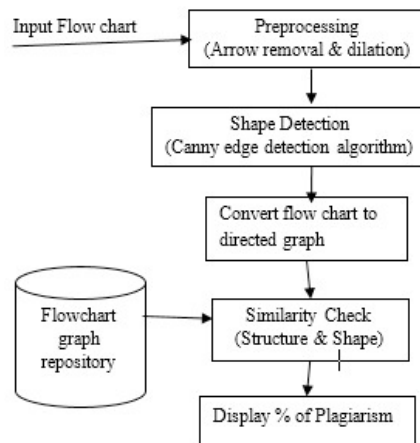 Input Flow chart
Preprocessing
(Arrow removal & dilation)
Shape Detection
(Canny edge detection algorithm)
Convert flow chart to
directed graph
Flowchart
graph
repository
Similarity Check
(Structure & Shape)
Display % of Plagiarism